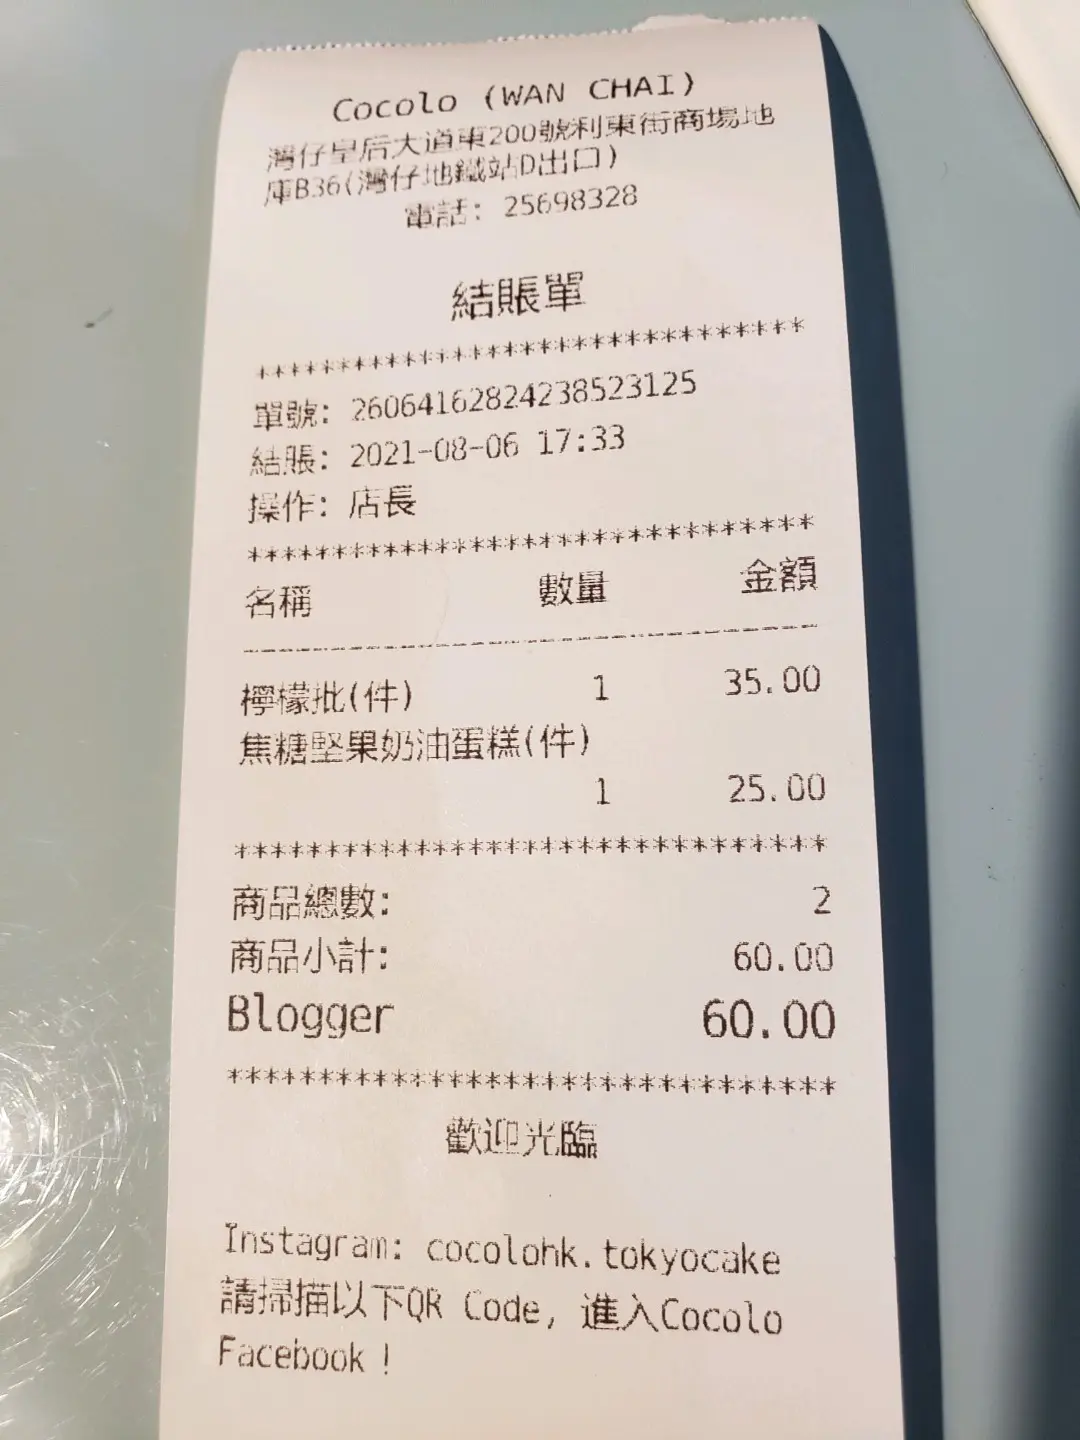 Cocolo (WAN CHAI)
灣仔皇后大道東200號利東街商場地
庫B36(灣仔地鐵站D出口)
電話: 25698328
結賬單
**********************************
單號: 26064162824238523125
結賬: 2021-08-06 17:33
操作: 店長
**********************************
名稱 數量 金額
檸檬批(件) 1 35.00
焦糖堅果奶油蛋糕(件)
1 25.00
**********************************
商品總數: 2
商品小計: 60.00
Blogger 60.00
**********************************
歡迎光臨
Instagram: cocolohk.tokyocake
請掃描以下QR Code, 進入Cocolo
Facebook！